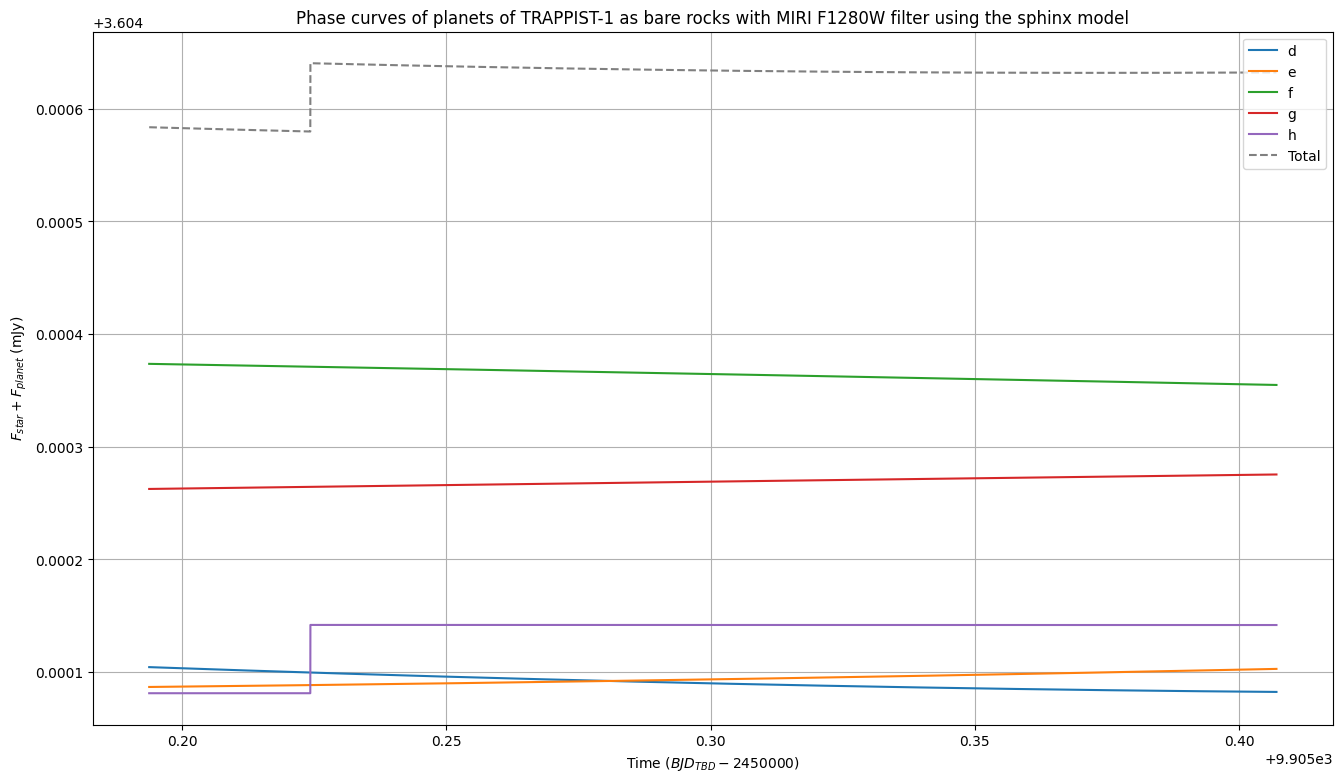 Phase curves of planets of TRAPPIST-1 as bare rocks with MIRI F1280W filter using the sphinx model
+3.604
d
e
f
g
h
Total
0.0006
0.0005
0.0004
0.0003
0.0002
0.0001
F_{star} + F_{planet} (mJy)
0.20 0.25 0.30 0.35 0.40
+9.905e3
Time (BJD_{TBD} − 2450000)